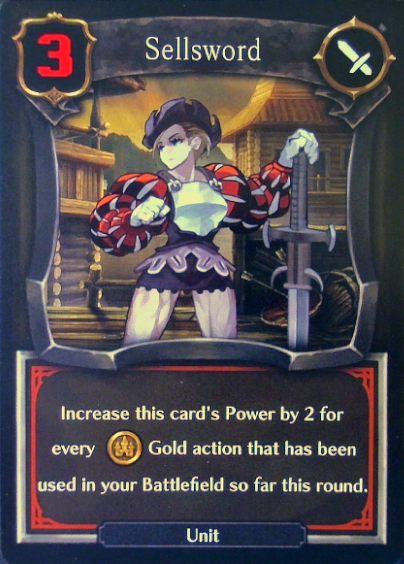 3
Sellsword
Increase this card's Power by 2 for
every Gold action that has been
used in your Battlefield so far this round.
Unit